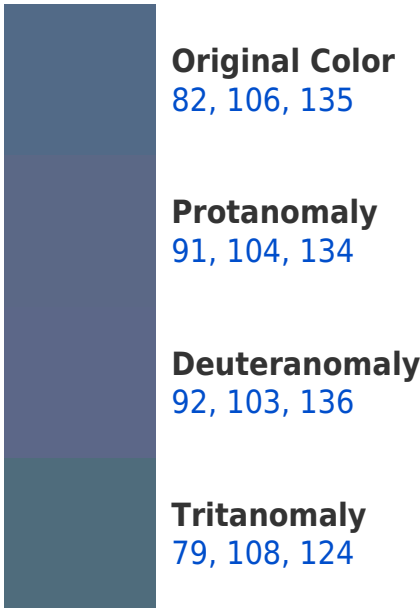 Original Color
82, 106, 135
Protanomaly
91, 104, 134
Deuteranomaly
92, 103, 136
Tritanomaly
79, 108, 124